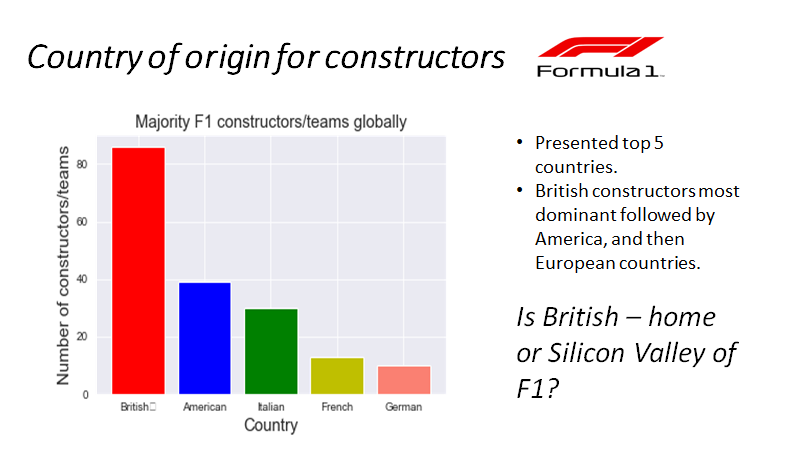 Country of origin for constructors
Formula 1
Majority F1 constructors/teams globally
Number of constructors/teams
80
60
40
20
0
British□ American Italian French German
Country
• Presented top 5
countries.
• British constructors most
dominant followed by
America, and then
European countries.
Is British – home
or Silicon Valley of
F1?